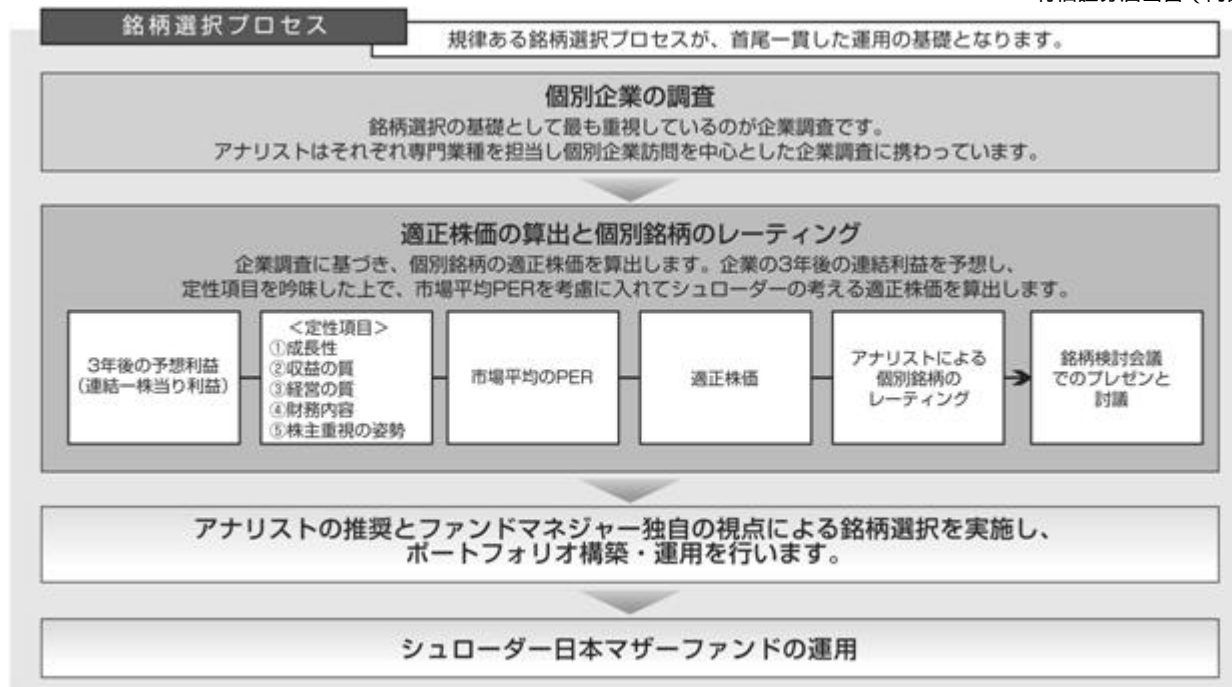 銘柄選択プロセス
規律ある銘柄選択プロセスが、首尾一貫した運用の基礎となります。
個別企業の調査
銘柄選択の基礎として最も重視しているのが企業調査です。
アナリストはそれぞれ専門業種を担当し個別企業訪問を中心とした企業調査に携わっています。
適正株価の算出と個別銘柄のレーティング
企業調査に基づき、個別銘柄の適正株価を算出します。企業の3年後の連結利益を予想し、
定性項目を吟味した上で、市場平均PERを考慮に入れてシュローダーの考える適正株価を算出します。
3年後の予想利益
(連結一株当り利益)
＜定性項目＞
①成長性
②収益の質
③経営の質
④財務内容
⑤株主重視の姿勢
市場平均のPER
適正株価
アナリストによる
個別銘柄の
レーティング
銘柄検討会議
でのプレゼンと
討議
アナリストの推奨とファンドマネジャー独自の視点による銘柄選択を実施し、
ポートフォリオ構築・運用を行います。
シュローダー日本マザーファンドの運用